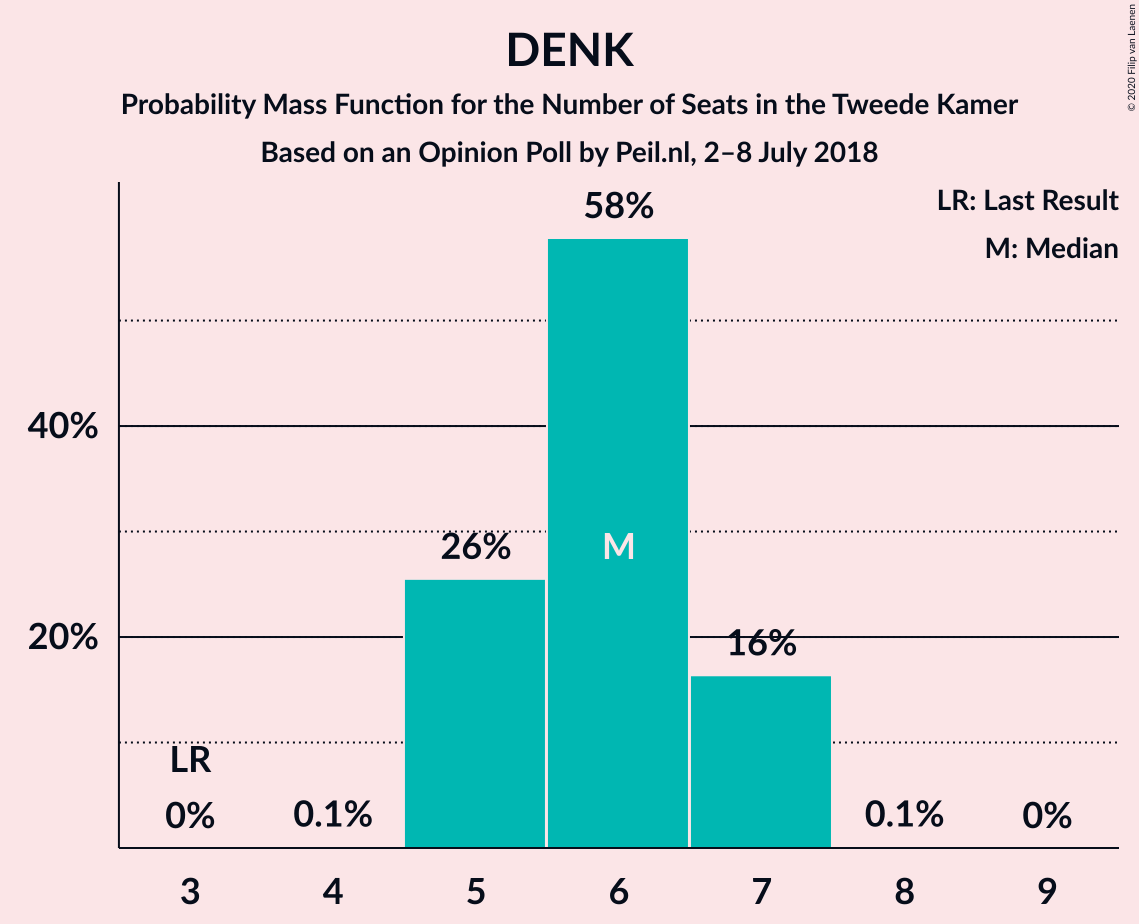 DENK
Probability Mass Function for the Number of Seats in the Tweede Kamer
Based on an Opinion Poll by Peil.nl, 2–8 July 2018
© 2020 Filip van Laenen
LR: Last Result
M: Median
58%
40%
26%
M
20%
16%
LR
0%
0.1%
0.1%
0%
3 4 5 6 7 8 9